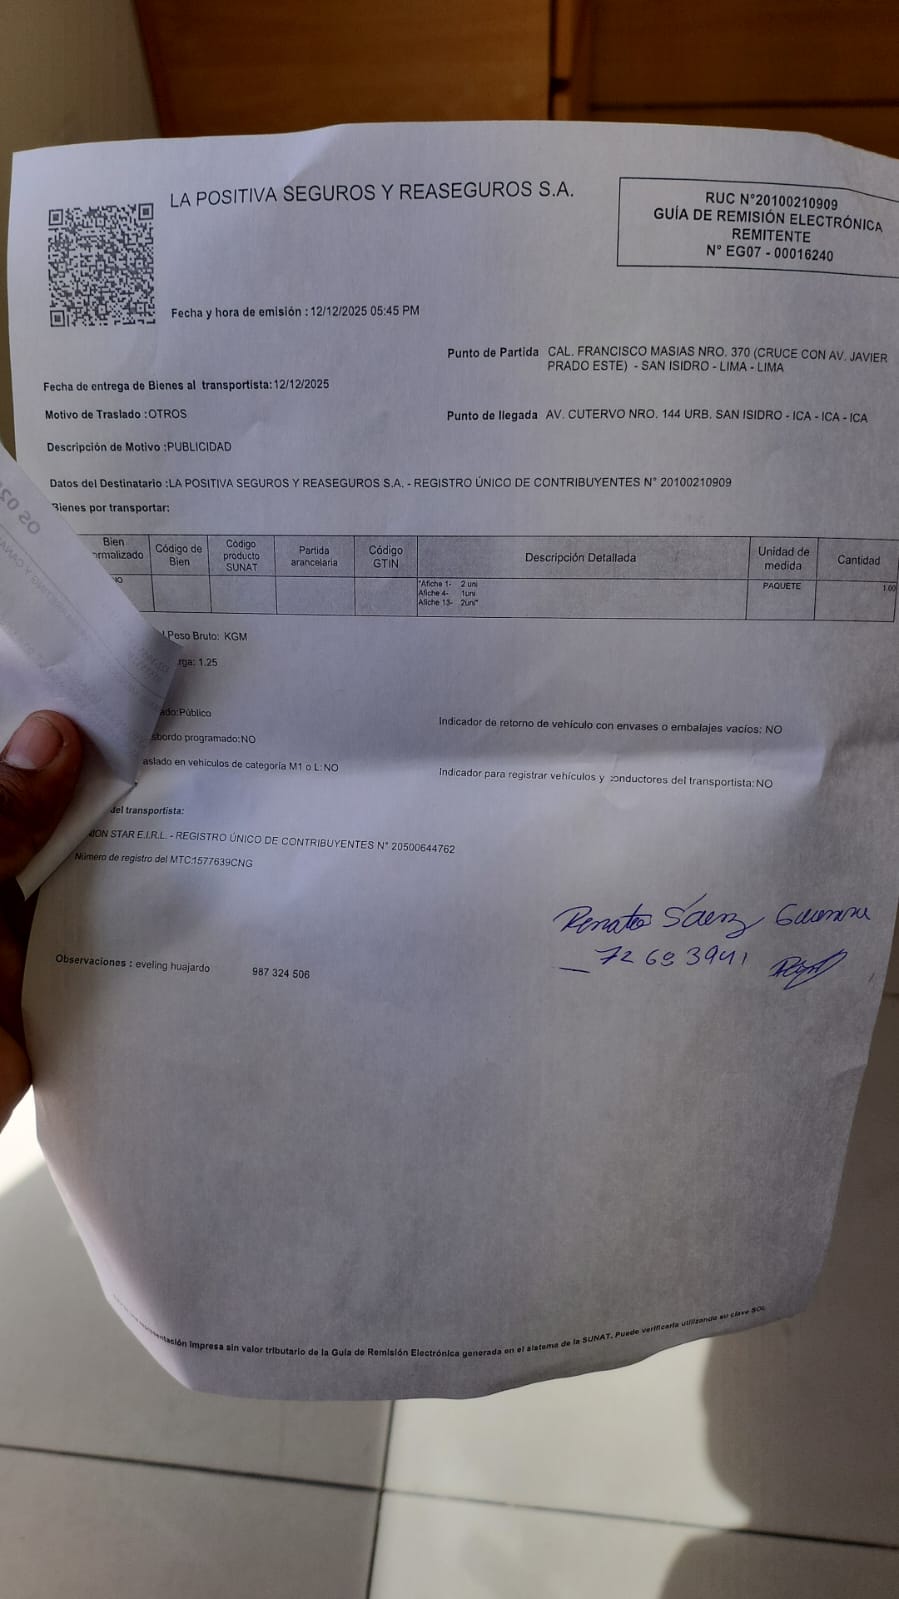 LA POSITIVA SEGUROS Y REASEGUROS S.A.
RUC N°20100210909
GUÍA DE REMISIÓN ELECTRÓNICA
REMITENTE
N° EG07 - 00016240
Fecha y hora de emisión : 12/12/2025 05:45 PM
Punto de Partida CAL. FRANCISCO MASIAS NRO. 370 (CRUCE CON AV. JAVIER
PRADO ESTE) - SAN ISIDRO - LIMA - LIMA
Fecha de entrega de Bienes al transportista:12/12/2025
Motivo de Traslado :OTROS
Punto de llegada AV. CUTERVO NRO. 144 URB. SAN ISIDRO - ICA - ICA - ICA
Descripción de Motivo :PUBLICIDAD
Datos del Destinatario :LA POSITIVA SEGUROS Y REASEGUROS S.A. - REGISTRO ÚNICO DE CONTRIBUYENTES N° 20100210909
Bienes por transportar:
Bien
ormalizado
Código de
Bien
Código
producto
SUNAT
Partida
arancelaria
Código
GTIN
Descripción Detallada
Unidad de
medida
Cantidad
NO
"Afiche 1- 2 uni
Afiche 4- 1uni
Afiche 13- 2uni"
PAQUETE
1.00
Peso Bruto: KGM
rga: 1.25
ado:Público
Indicador de retorno de vehículo con envases o embalajes vacíos: NO
sbordo programado:NO
aslado en vehículos de categoría M1 o L:NO
Indicador para registrar vehículos y conductores del transportista:NO
del transportista:
ION STAR E.I.R.L. - REGISTRO ÚNICO DE CONTRIBUYENTES N° 20500644762
Número de registro del MTC:1577639CNG
Renato Sáenz
72683941
Observaciones : eveling huajardo 987 324 506
resentación impresa sin valor tributario de la Guía de Remisión Electrónica generada en el sistema de la SUNAT. Puede verificarla utilizando su clave SOL